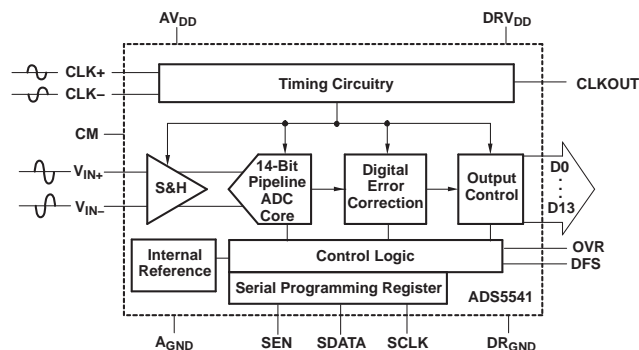 AVDD
DRVDD
CLK+
CLK−
Timing Circuitry
CLKOUT
CM
VIN+
VIN−
S&H
14-Bit
Pipeline
ADC
Core
Digital
Error
Correction
Output
Control
D0
.
.
.
D13
Internal
Reference
Control Logic
OVR
DFS
Serial Programming Register
ADS5541
AGND
SEN
SDATA
SCLK
DRGND